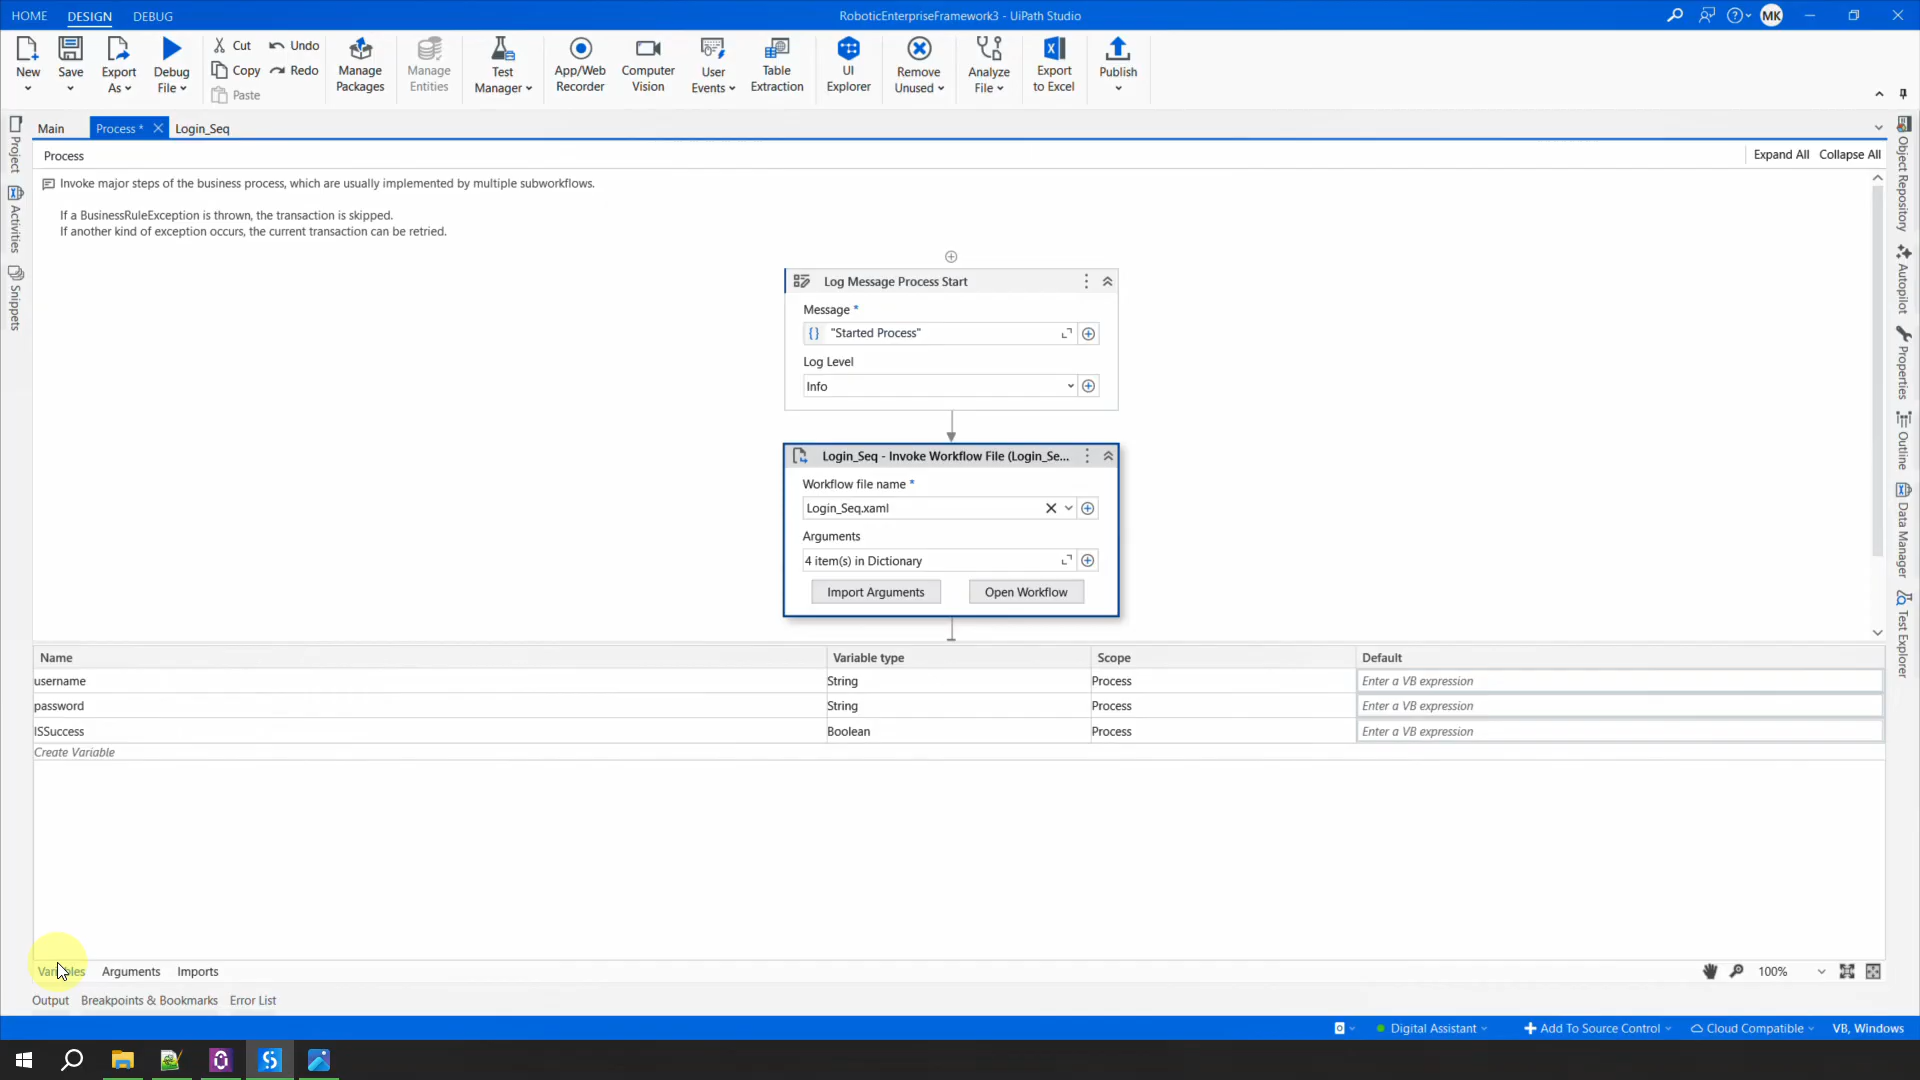 HOME DESIGN DEBUG RoboticEnterpriseFramework3 - UiPath Studio MK
New Save Export As Debug File Cut Copy Paste Undo Redo Manage Packages Manage Entities Test Manager App/Web Recorder Computer Vision User Events Table Extraction UI Explorer Remove Unused Analyze File Export to Excel Publish
Main Process * Login_Seq
Process Expand All Collapse All
Invoke major steps of the business process, which are usually implemented by multiple subworkflows.
If a BusinessRuleException is thrown, the transaction is skipped.
If another kind of exception occurs, the current transaction can be retried.
Project
Activities
Snippets
Log Message Process Start
Message *
"Started Process"
Log Level
Info
Login_Seq - Invoke Workflow File (Login_Se...
Workflow file name *
Login_Seq.xaml
Arguments
4 item(s) in Dictionary
Import Arguments Open Workflow
Object Repository
Autopilot
Properties
Outline
Data Manager
Test Explorer
Name Variable type Scope Default
username String Process Enter a VB expression
password String Process Enter a VB expression
ISSuccess Boolean Process Enter a VB expression
Create Variable
Variables Arguments Imports 100%
Output Breakpoints & Bookmarks Error List
Digital Assistant Add To Source Control Cloud Compatible VB, Windows